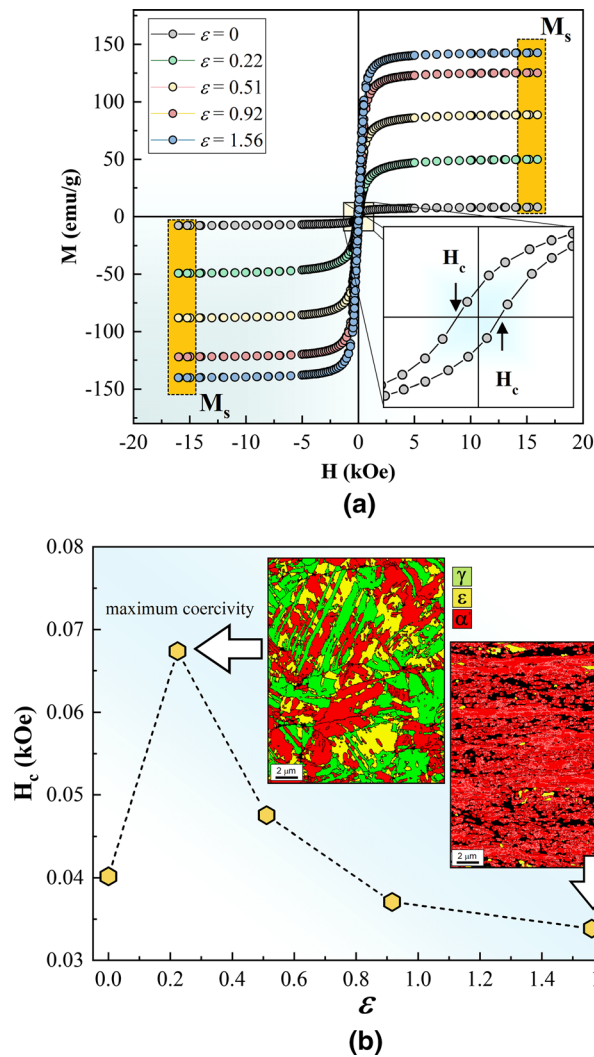 150
100
50
0
-50
-100
-150
M (emu/g)
ε = 0
ε = 0.22
ε = 0.51
ε = 0.92
ε = 1.56
Ms
Hc
Hc
Ms
-20 -15 -10 -5 0 5 10 15 20
H (kOe)
(a)
0.08
0.07
0.06
0.05
0.04
0.03
Hc (kOe)
maximum coercivity
γ
ε
α
2 μm
2 μm
0.0 0.2 0.4 0.6 0.8 1.0 1.2 1.4
ε
(b)